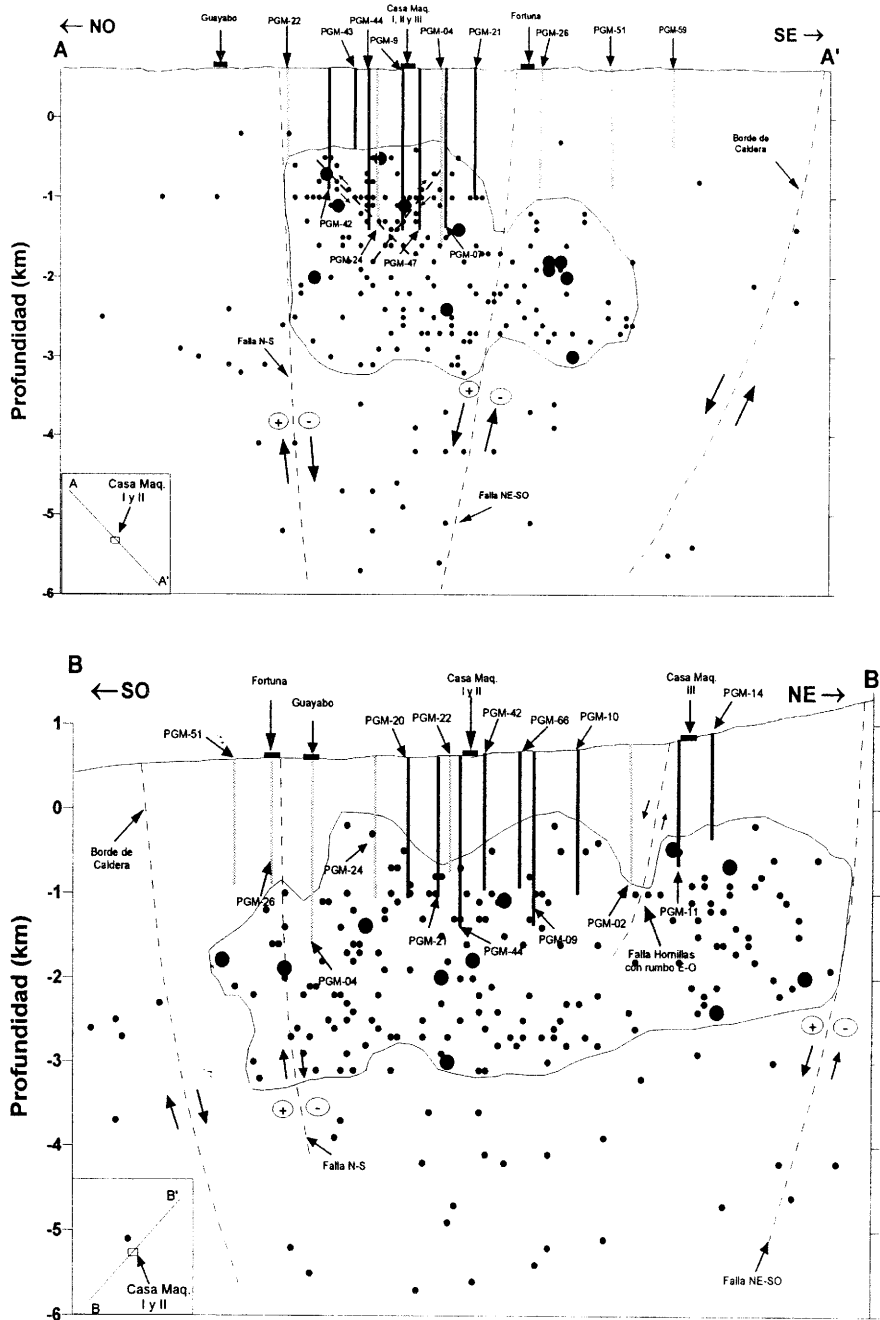 ← NO
Guayabo
PGM-22
PGM-43
PGM-44
PGM-9
Casa Maq.
I, II y III
PGM-04
PGM-21
Fortuna
PGM-26
PGM-51
PGM-59
SE →
A
A'
0
-1
-2
-3
-4
-5
-6
Profundidad (km)
Borde de
Caldera
PGM-42
PGM-24
PGM-47
PGM-07
Falla N-S
+
-
+
-
Falla NE-SO
A
Casa Maq.
I y II
A'
B
←SO
Fortuna
Guayabo
PGM-51
PGM-20
PGM-22
Casa Maq.
I y II
PGM-42
PGM-66
PGM-10
Casa Maq.
III
PGM-14
NE →
B
1
0
-1
-2
-3
-4
-5
-6
Profundidad (km)
Borde de
Caldera
PGM-24
PGM-26
PGM-04
PGM-21
PGM-44
PGM-09
PGM-02
PGM-11
Falla Hornillas
con rumbo E-O
+
-
+
-
Falla N-S
Falla NE-SO
B'
Casa Maq.
I y II
B